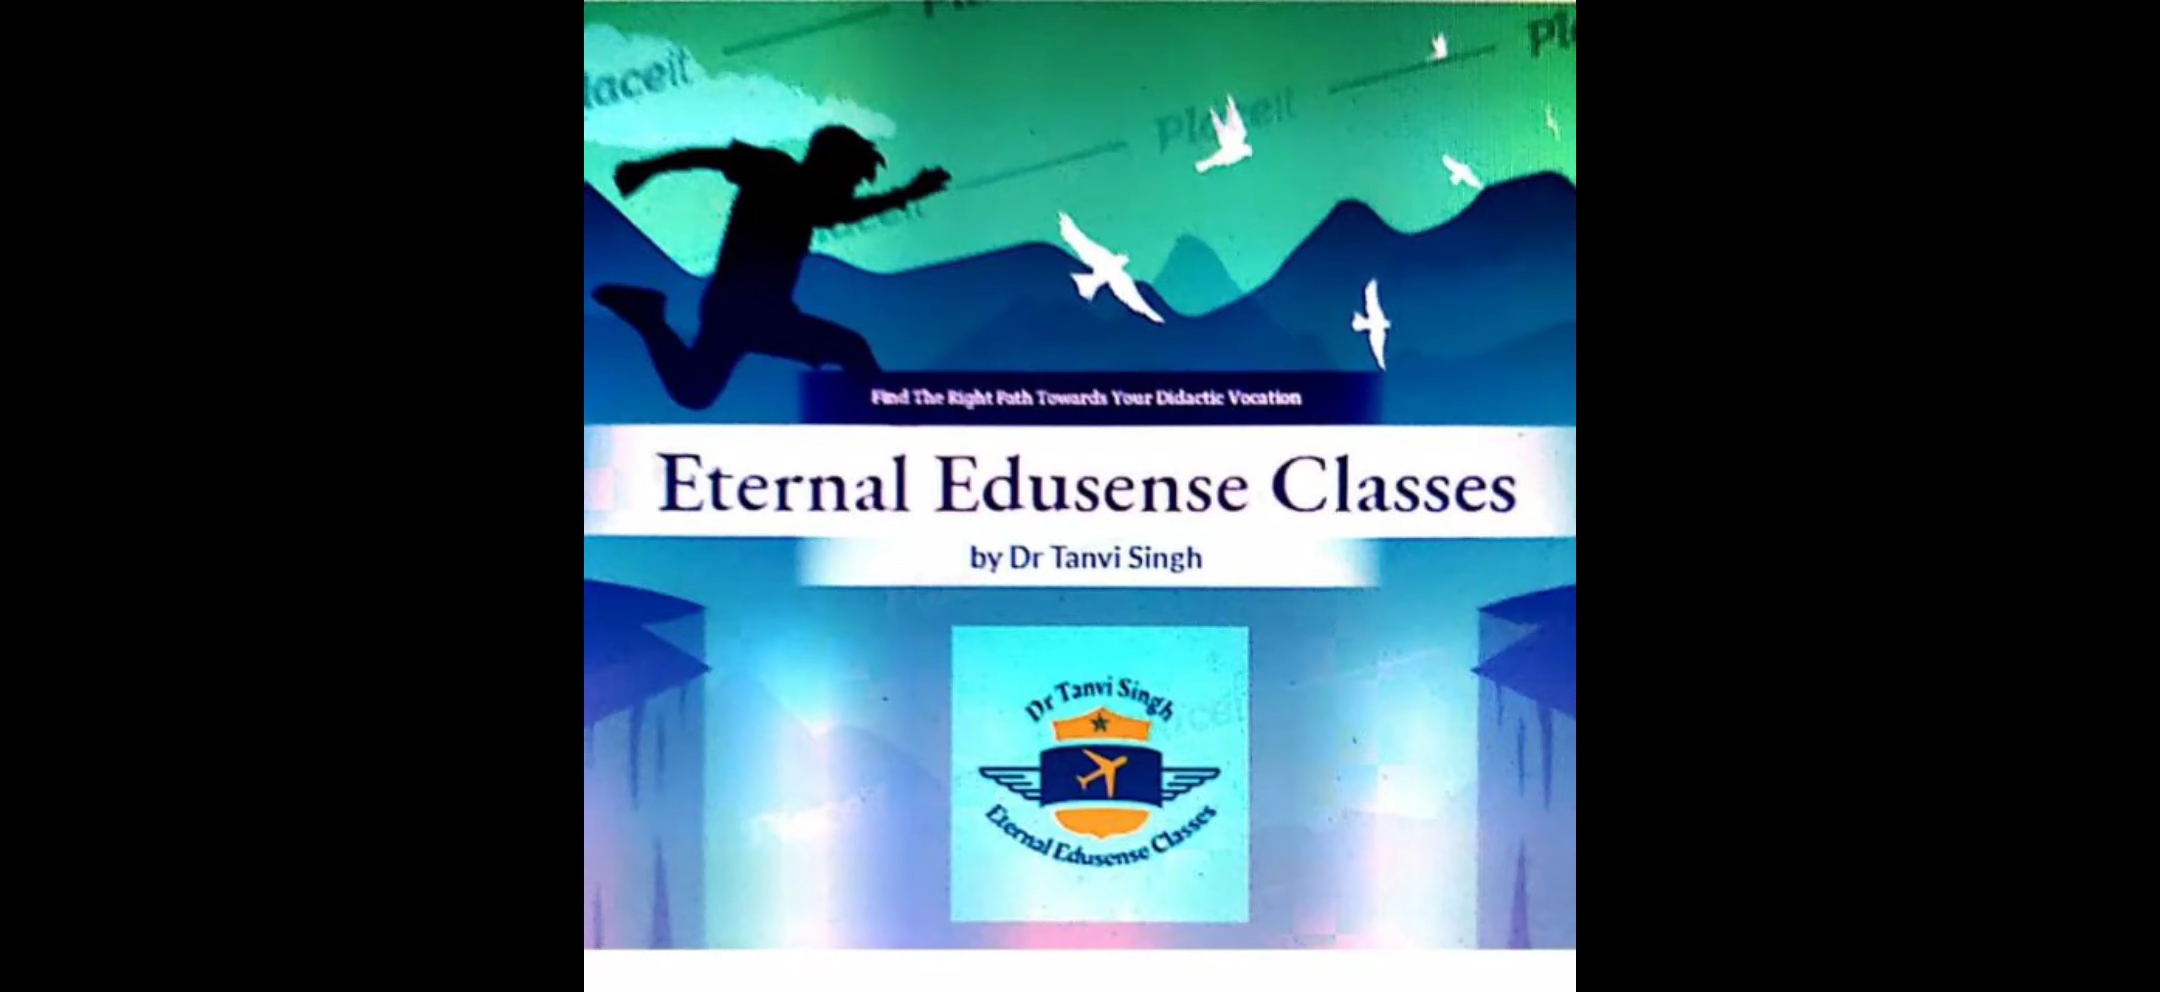 Placeit
Find The Right Path Towards Your Didactic Vocation
Eternal Edusense Classes
by Dr Tanvi Singh
Dr Tanvi Singh
Eternal Edusense Classes